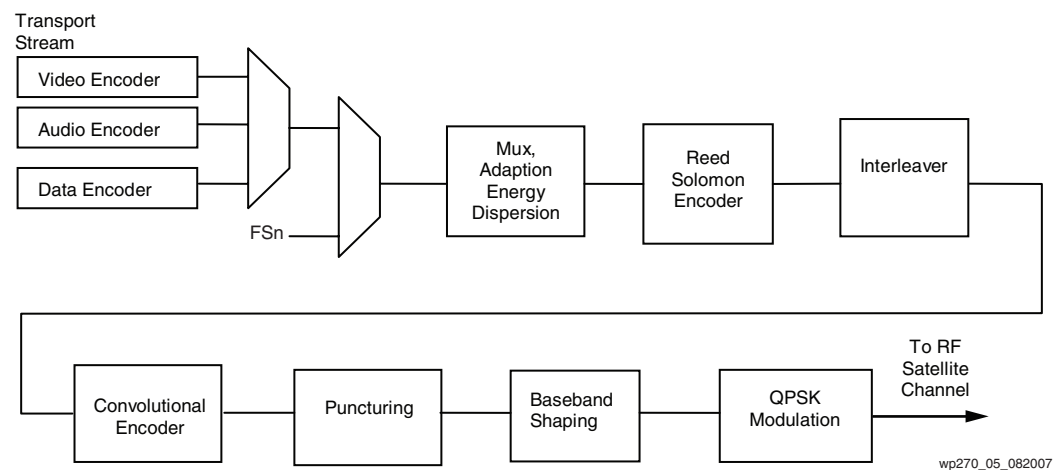 Transport
Stream
Video Encoder
Audio Encoder
Data Encoder
FSn
Mux,
Adaption
Energy
Dispersion
Reed
Solomon
Encoder
Interleaver
Convolutional
Encoder
Puncturing
Baseband
Shaping
QPSK
Modulation
To RF
Satellite
Channel
wp270_05_082007